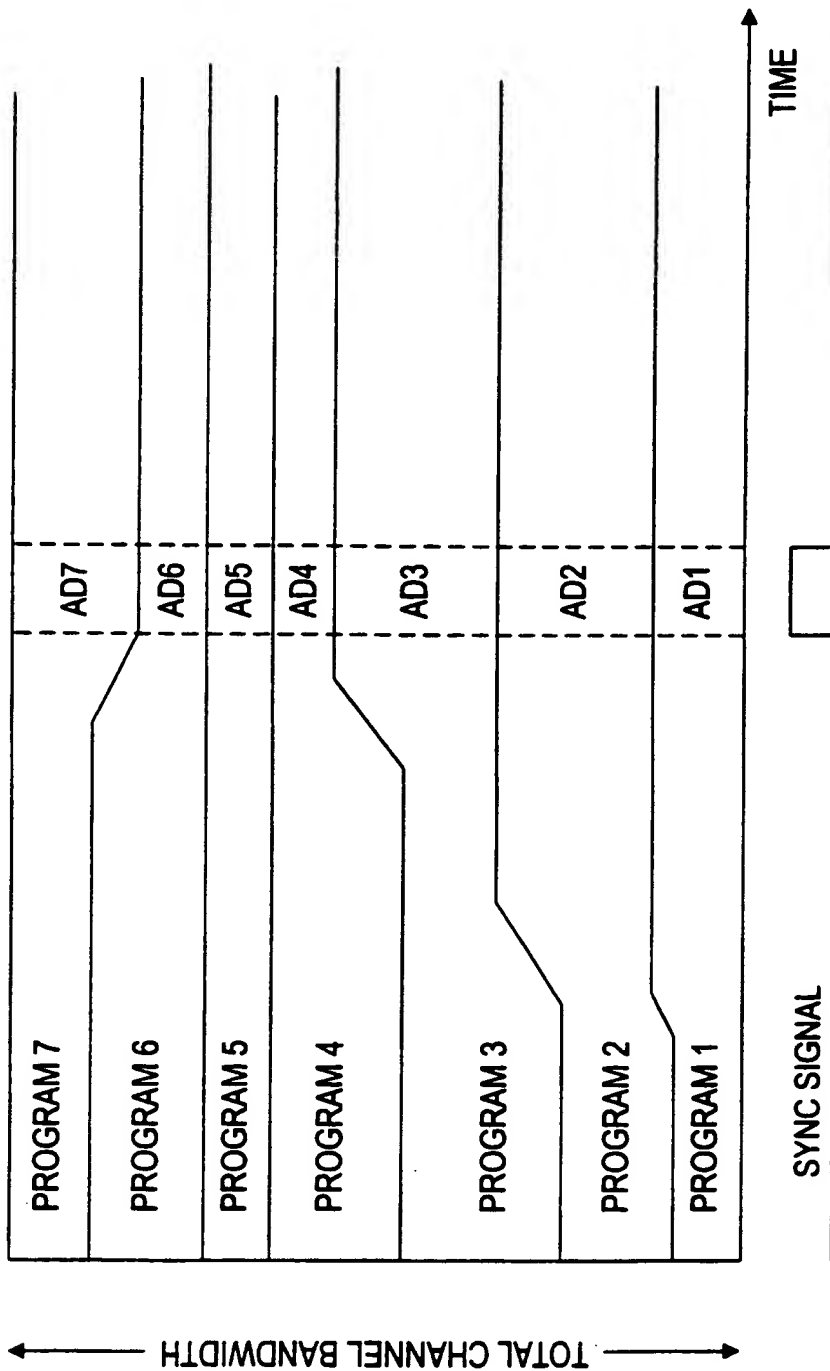 TOTAL CHANNEL BANDWIDTH
PROGRAM 7
AD7
PROGRAM 6
AD6
PROGRAM 5
AD5
PROGRAM 4
AD4
PROGRAM 3
AD3
PROGRAM 2
AD2
PROGRAM 1
AD1
TIME
SYNC SIGNAL